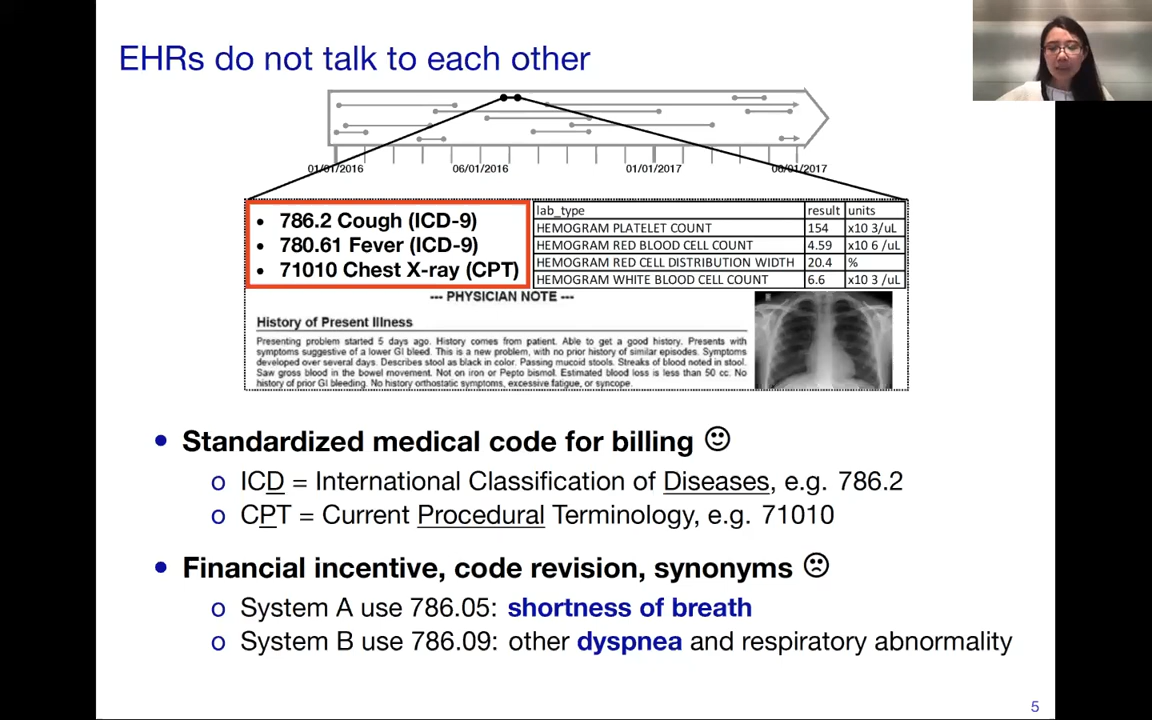 EHRs do not talk to each other
01/01/2016 06/01/2016 01/01/2017 06/01/2017
• 786.2 Cough (ICD-9)
• 780.61 Fever (ICD-9)
• 71010 Chest X-ray (CPT)
lab_type result units
HEMOGRAM PLATELET COUNT 154 x10 3/uL
HEMOGRAM RED BLOOD CELL COUNT 4.59 x10 6 /uL
HEMOGRAM RED CELL DISTRIBUTION WIDTH 20.4 %
HEMOGRAM WHITE BLOOD CELL COUNT 6.6 x10 3 /uL
--- PHYSICIAN NOTE ---
History of Present Illness
Presenting problem started 5 days ago. History comes from patient. Able to get a good history. Presents with
symptoms suggestive of a lower GI bleed. This is a new problem, with no prior history of similar episodes. Symptoms
developed over several days. Describes stool as black in color. Passing mucoid stools. Streaks of blood noted in stool.
Saw gross blood in the bowel movement. Not on iron or Pepto bismol. Estimated blood loss is less than 50 cc. No
history of prior GI bleeding. No history orthostatic symptoms, excessive fatigue, or syncope.
• Standardized medical code for billing
o ICD = International Classification of Diseases, e.g. 786.2
o CPT = Current Procedural Terminology, e.g. 71010
• Financial incentive, code revision, synonyms
o System A use 786.05: shortness of breath
o System B use 786.09: other dyspnea and respiratory abnormality
5